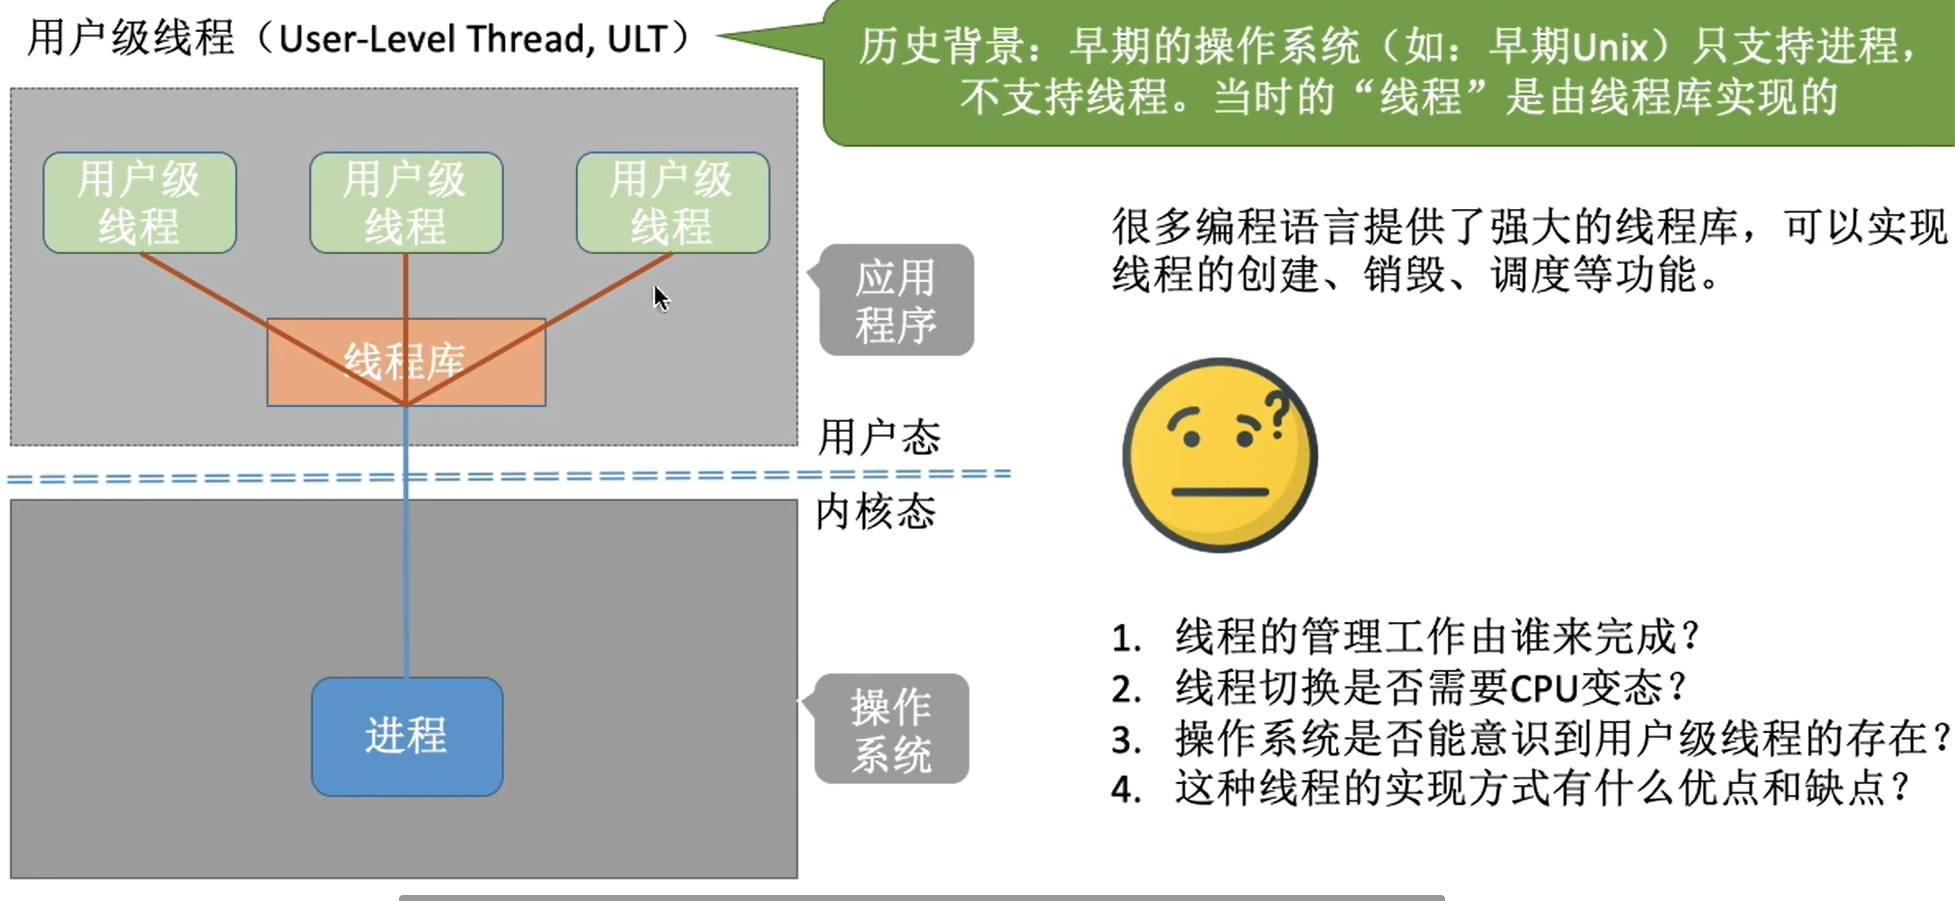 用户级线程（User-Level Thread, ULT）
历史背景：早期的操作系统（如：早期Unix）只支持进程，
不支持线程。当时的“线程”是由线程库实现的
用户级
线程
用户级
线程
用户级
线程
线程库
应用
程序
用户态
内核态
进程
操作
系统
很多编程语言提供了强大的线程库，可以实现
线程的创建、销毁、调度等功能。
?
1. 线程的管理工作由谁来完成？
2. 线程切换是否需要CPU变态？
3. 操作系统是否能意识到用户级线程的存在？
4. 这种线程的实现方式有什么优点和缺点？